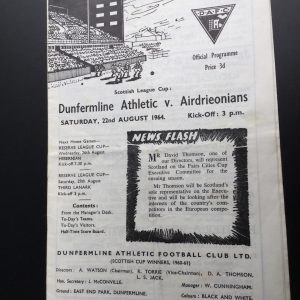 D A F C
Official Programme
Price 3d
Scottish League Cup:
Dunfermline Athletic v. Airdrieonians
SATURDAY, 22nd AUGUST 1964.
Kick-Off: 3 p.m.
Next Home Games—
RESERVE LEAGUE CUP—
Wednesday, 26th August
HIBERNIAN
Kick-off 7.30 p.m.
RESERVE LEAGUE CUP—
Saturday, 29th August
THIRD LANARK
Kick-off 3 p.m.
Contents:
From the Manager's Desk.
To-Day's Teams.
To-Day's Visitors.
Half-Time Score Board.
NEWS FLASH
Mr. David Thomson, one of
our Directors, will represent
Scotland on the Fairs Cities Cup
Executive Committee for the
ensuing season.
Mr Thomson will be Scotland's
sole representative on the Execu-
tive and will be looking after the
interests of the country's com-
petitors in the European competi-
tion.
DUNFERMLINE ATHLETIC FOOTBALL CLUB LTD.
(SCOTTISH CUP WINNERS, 1960-61)
Directors: A. WATSON (Chairman), R. TORRIE (Vice-Chairman), D. A. THOMSON,
L. S. JACK.
Secretary: J. McCONVILLE.
Manager: W. CUNNINGHAM.
Ground: EAST END PARK, DUNFERMLINE.
Colours: BLACK AND WHITE.